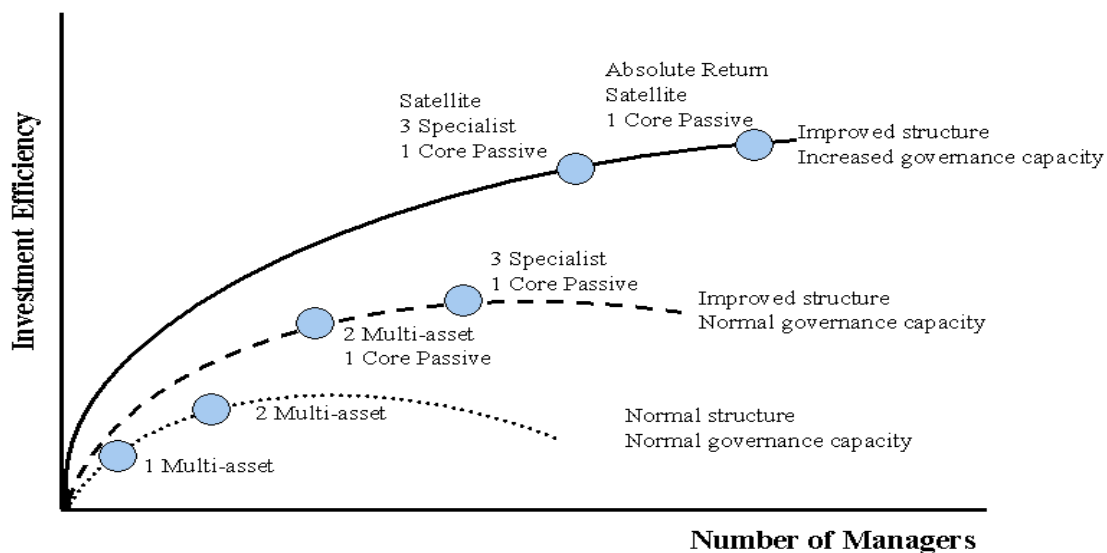 Absolute Return
Satellite
1 Core Passive
Satellite
3 Specialist
1 Core Passive
Improved structure
Increased governance capacity
Investment Efficiency
3 Specialist
1 Core Passive
Improved structure
Normal governance capacity
2 Multi-asset
1 Core Passive
2 Multi-asset
Normal structure
Normal governance capacity
1 Multi-asset
Number of Managers